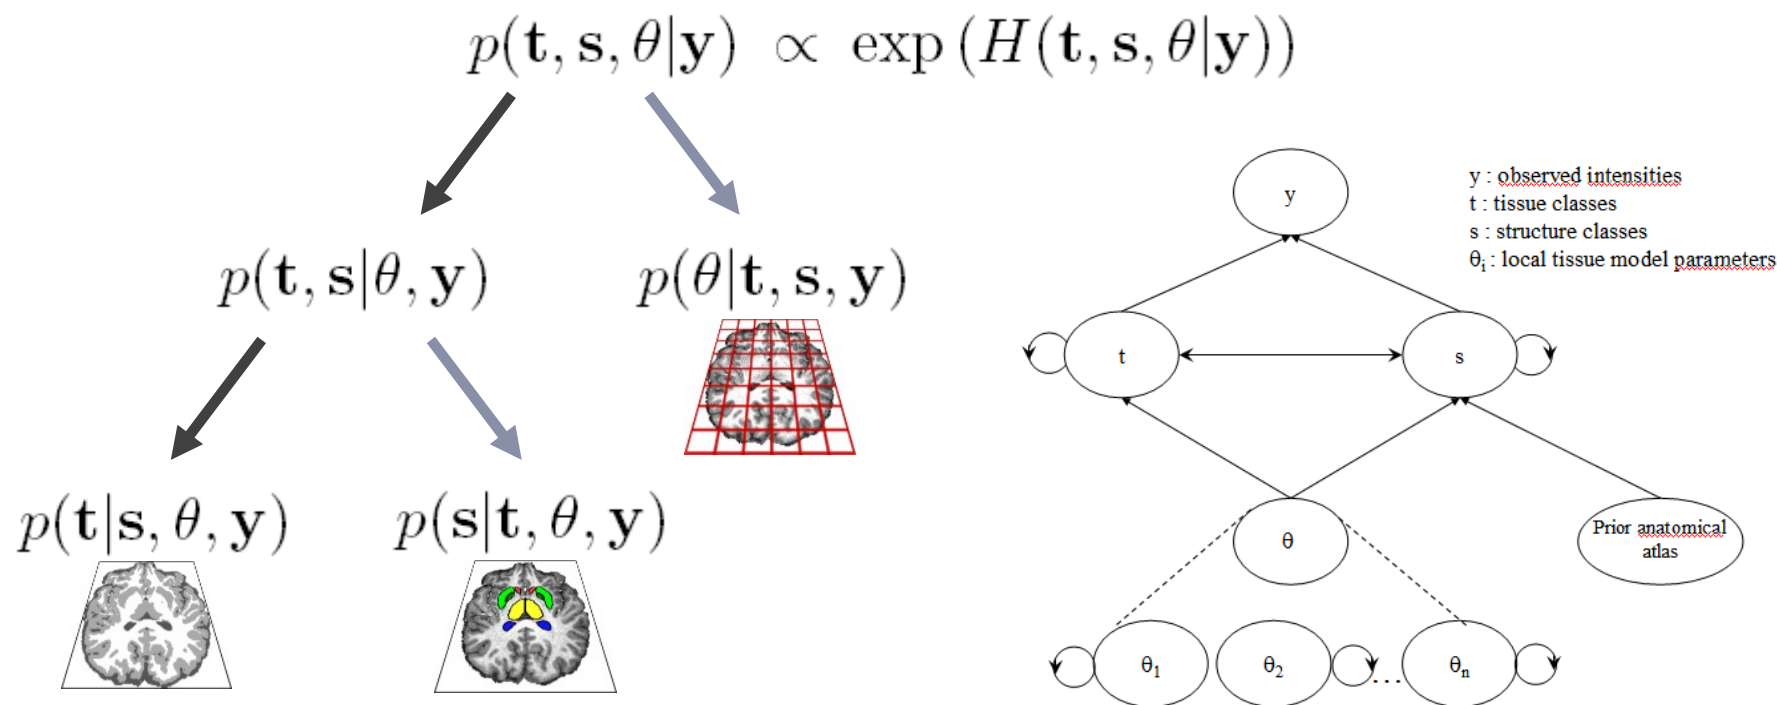 p(t, s, θ|y) ∝ exp (H(t, s, θ|y))
p(t, s|θ, y)
p(θ|t, s, y)
p(t|s, θ, y)
p(s|t, θ, y)
y
y : observed intensities
t : tissue classes
s : structure classes
θi : local tissue model parameters
t
s
θ
Prior anatomical
atlas
θ1
θ2
...
θn